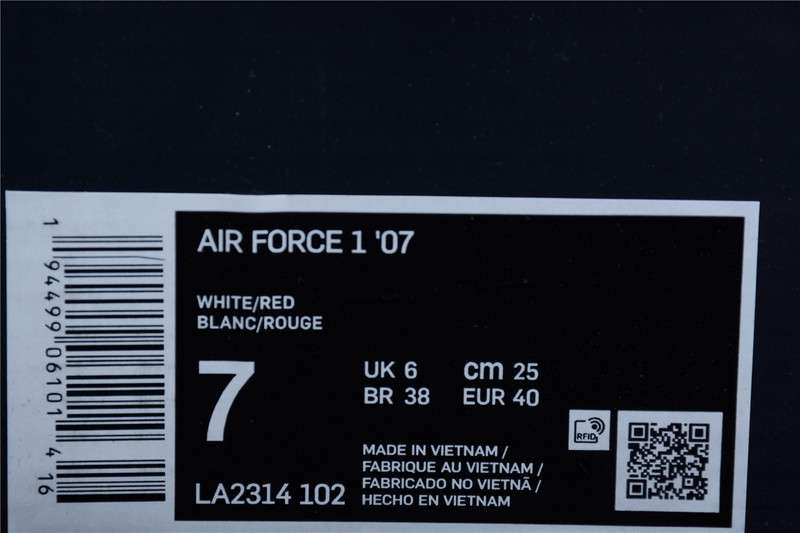 AIR FORCE 1 '07
WHITE/RED
BLANC/ROUGE
7
UK 6 cm 25
BR 38 EUR 40
RFID
MADE IN VIETNAM /
FABRIQUE AU VIETNAM /
FABRICADO NO VIETNÃ /
HECHO EN VIETNAM
LA2314 102
1 94499 06101 4 16